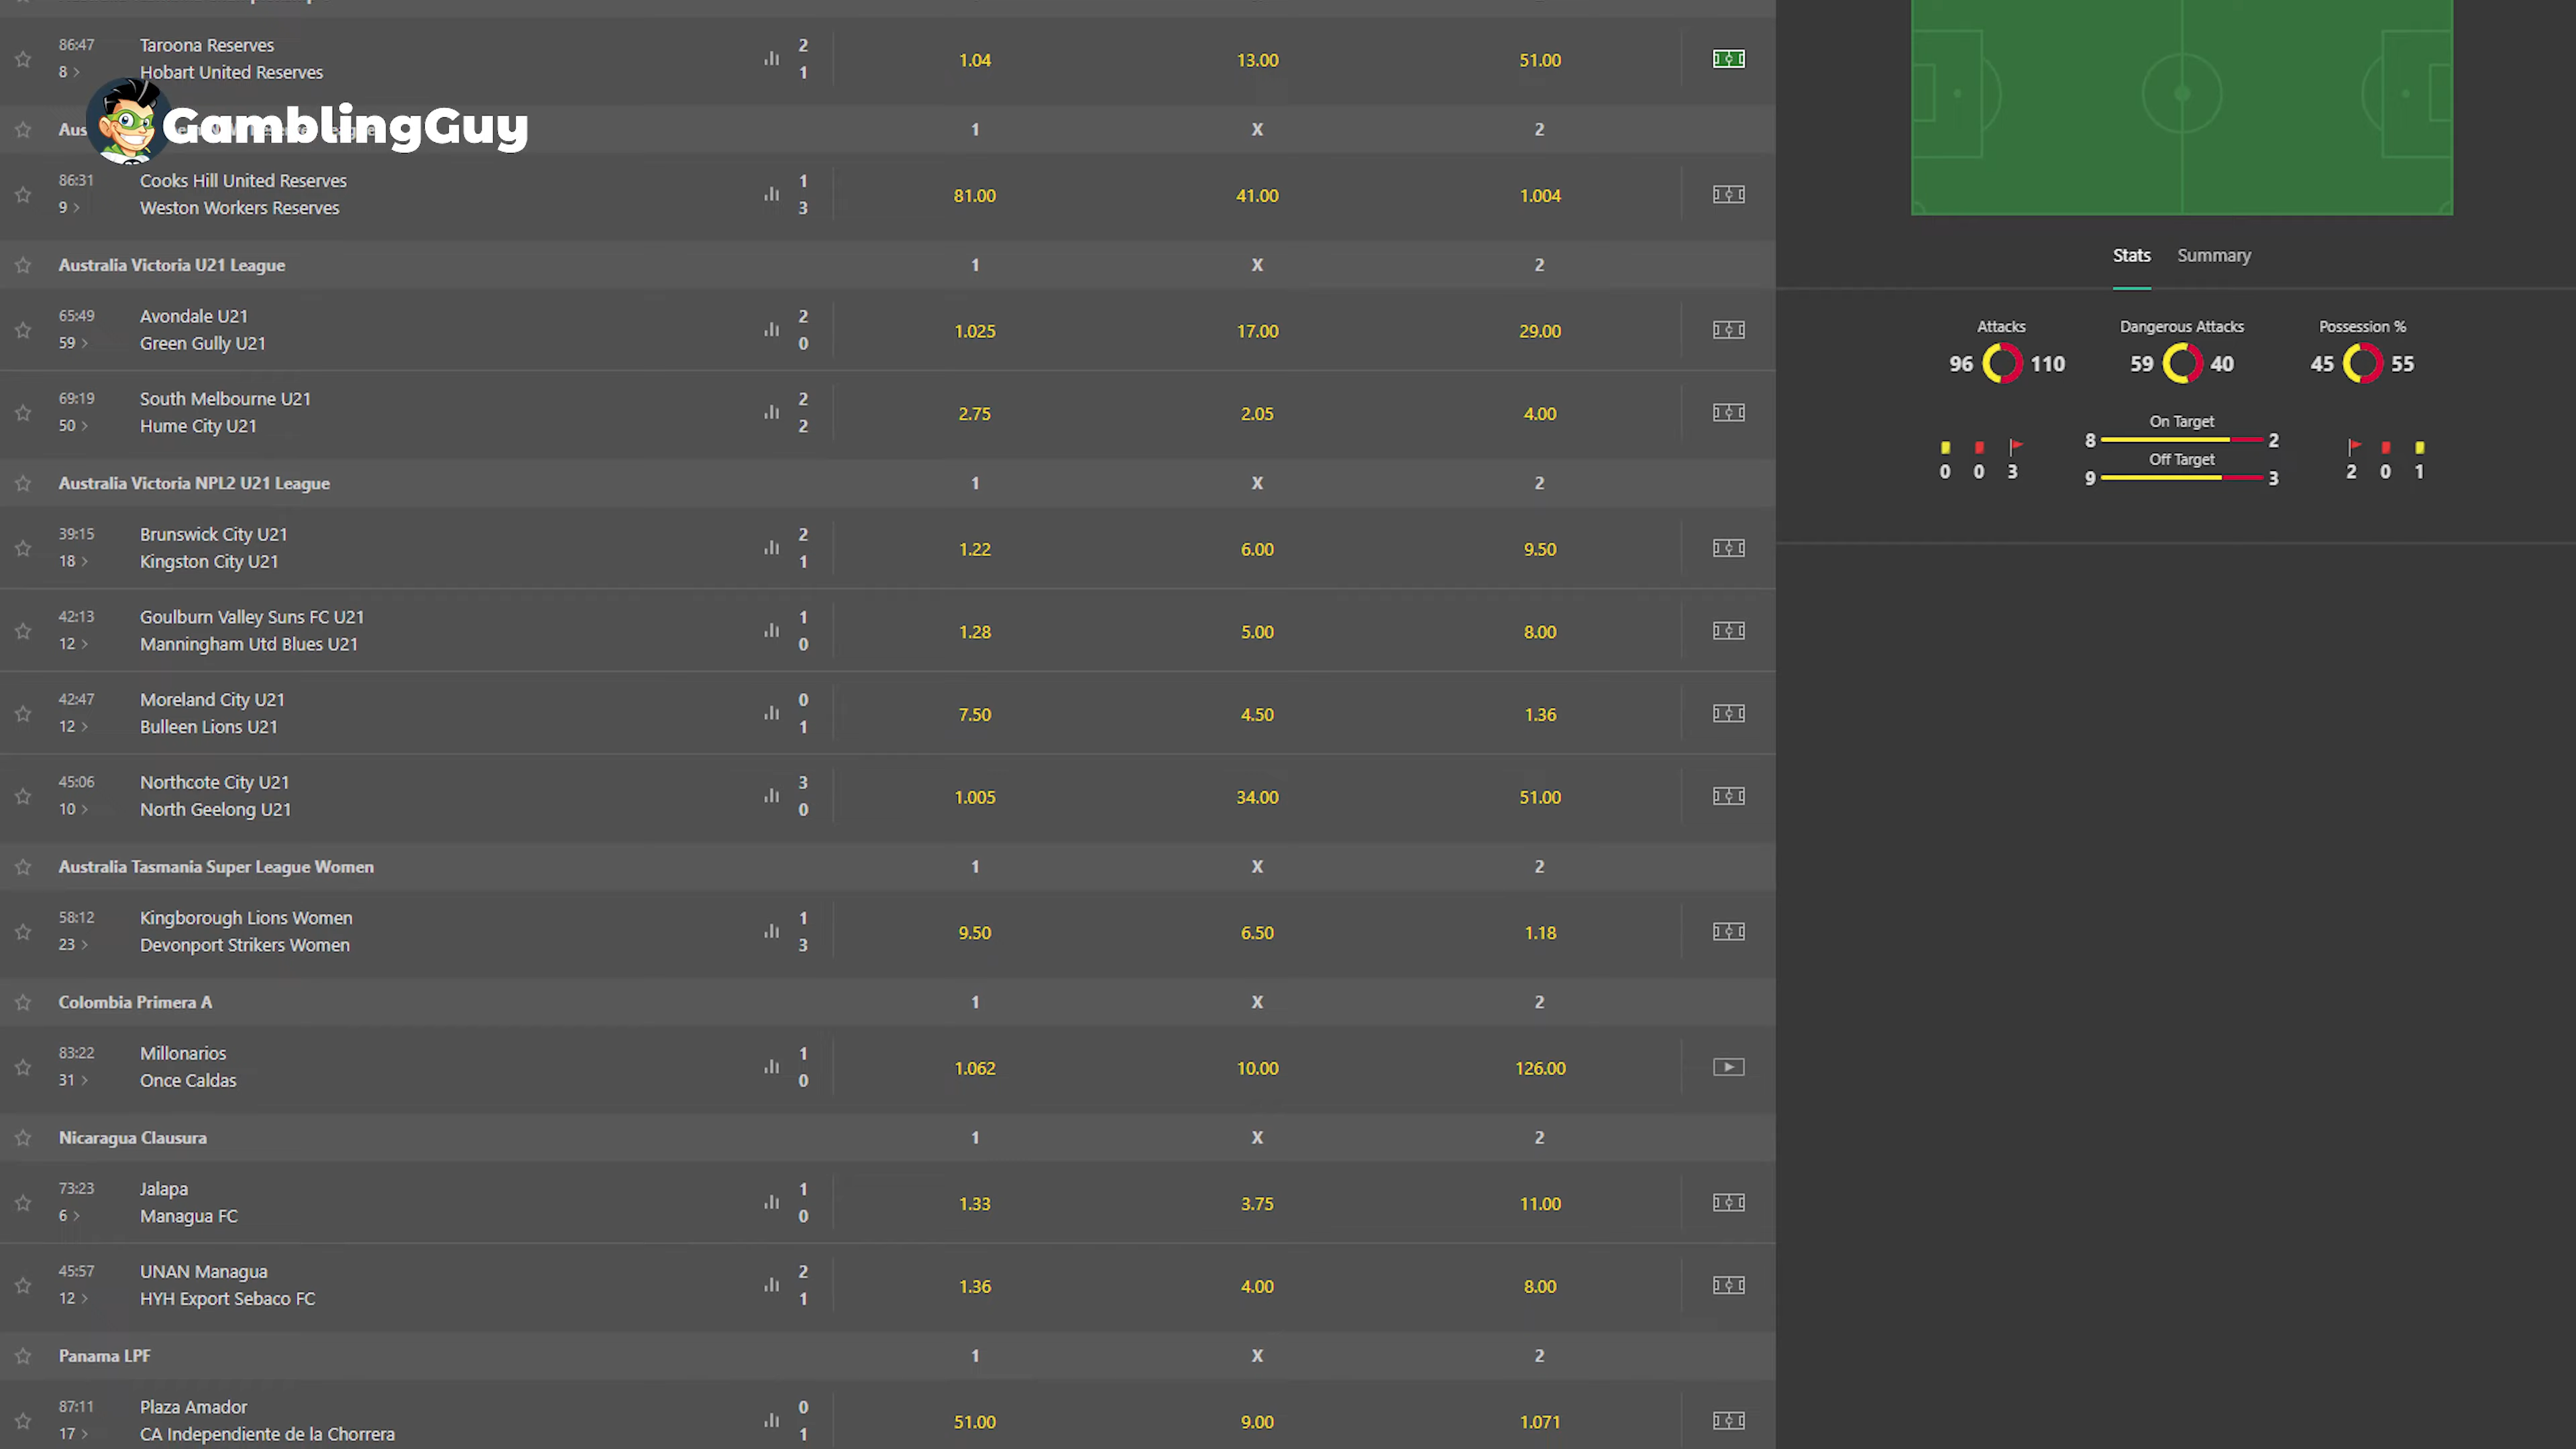 86:47 Taroona Reserves 2
8 > Hobart United Reserves 1
1.04 13.00 51.00
GamblingGuy
Aus 1 X 2
86:31 Cooks Hill United Reserves 1
9 > Weston Workers Reserves 3
81.00 41.00 1.004
Australia Victoria U21 League 1 X 2
65:49 Avondale U21 2
59 > Green Gully U21 0
1.025 17.00 29.00
69:19 South Melbourne U21 2
50 > Hume City U21 2
2.75 2.05 4.00
Australia Victoria NPL2 U21 League 1 X 2
39:15 Brunswick City U21 2
18 > Kingston City U21 1
1.22 6.00 9.50
42:13 Goulburn Valley Suns FC U21 1
12 > Manningham Utd Blues U21 0
1.28 5.00 8.00
42:47 Moreland City U21 0
12 > Bulleen Lions U21 1
7.50 4.50 1.36
45:06 Northcote City U21 3
10 > North Geelong U21 0
1.005 34.00 51.00
Australia Tasmania Super League Women 1 X 2
58:12 Kingborough Lions Women 1
23 > Devonport Strikers Women 3
9.50 6.50 1.18
Colombia Primera A 1 X 2
83:22 Millonarios 1
31 > Once Caldas 0
1.062 10.00 126.00
Nicaragua Clausura 1 X 2
73:23 Jalapa 1
6 > Managua FC 0
1.33 3.75 11.00
45:57 UNAN Managua 2
12 > HYH Export Sebaco FC 1
1.36 4.00 8.00
Panama LPF 1 X 2
87:11 Plaza Amador 0
17 > CA Independiente de la Chorrera 1
51.00 9.00 1.071
Stats Summary
Attacks Dangerous Attacks Possession %
96 110 59 40 45 55
On Target
8 2
Off Target
9 3
0 0 3
2 0 1